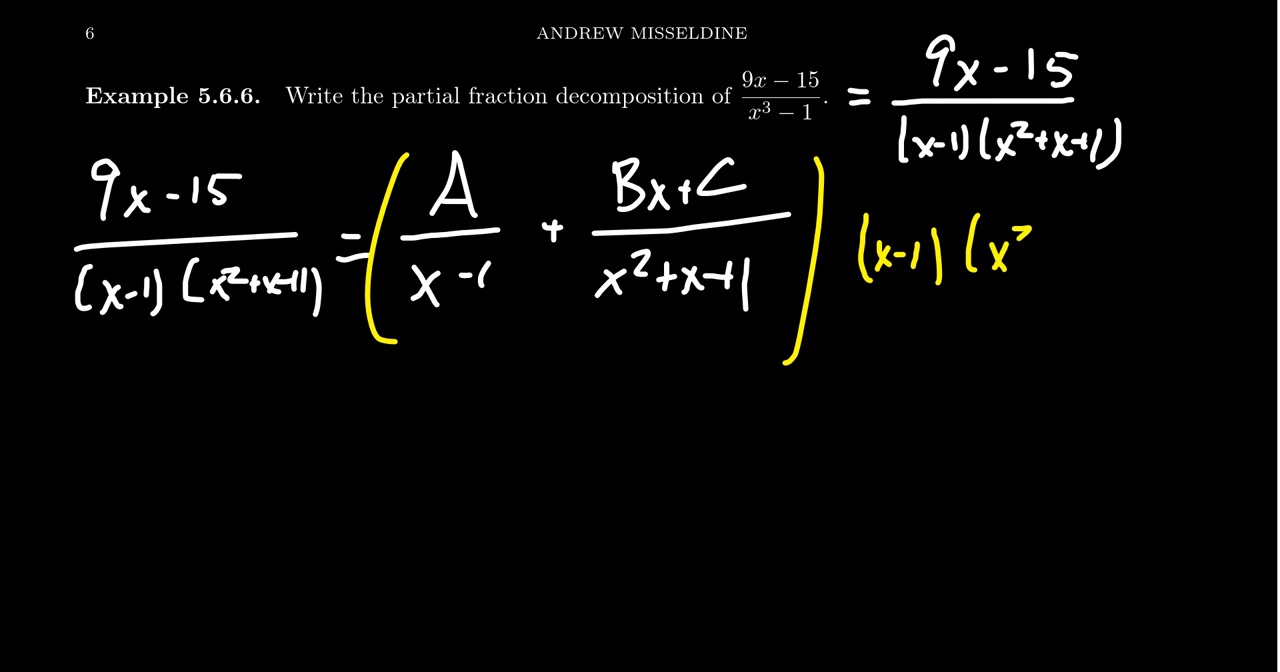 6 ANDREW MISSELDINE
Example 5.6.6. Write the partial fraction decomposition of (9x − 15)/(x³ − 1). = (9x - 15)/((x-1)(x²+x+1))
(9x - 15)/((x-1)(x²+x+1)) = ( A/(x-1) + (Bx+C)/(x²+x+1) ) (x-1) (x²